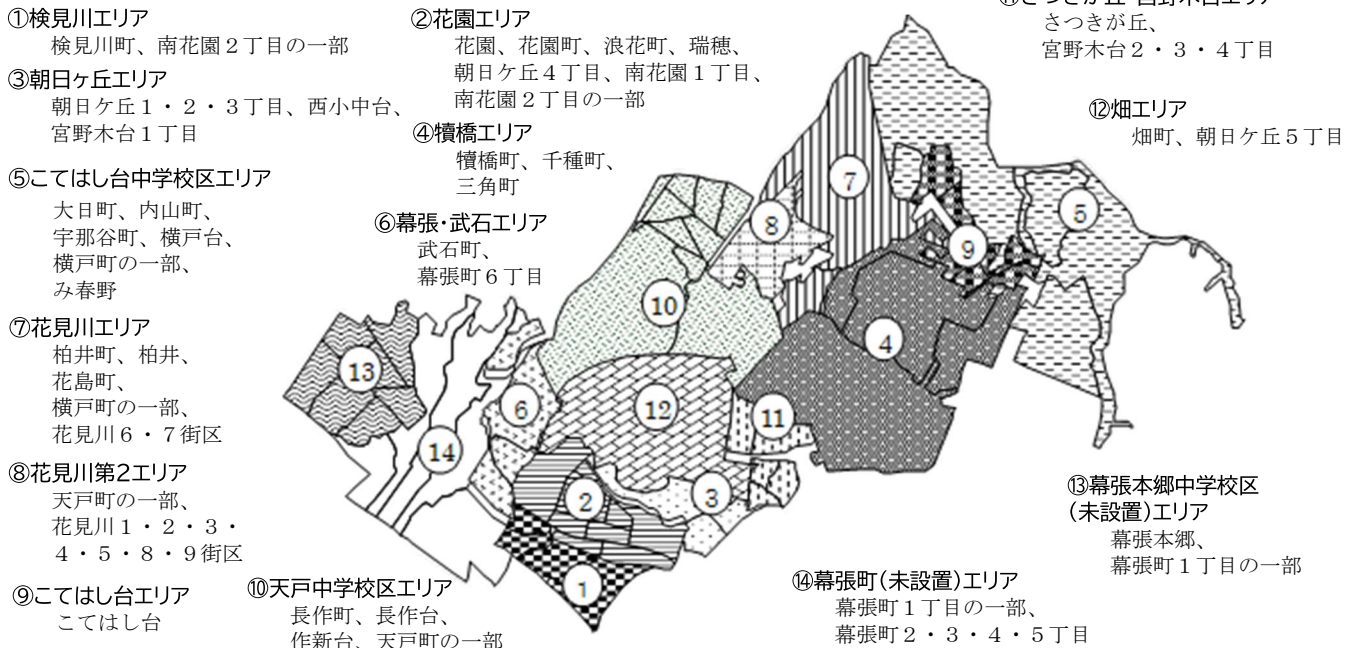 ①検見川エリア
検見川町、南花園２丁目の一部
②花園エリア
花園、花園町、浪花町、瑞穂、
朝日ケ丘４丁目、南花園１丁目、
南花園２丁目の一部
③朝日ヶ丘エリア
朝日ケ丘１・２・３丁目、西小中台、
宮野木台１丁目
④犢橋エリア
犢橋町、千種町、
三角町
⑤こてはし台中学校区エリア
大日町、内山町、
宇那谷町、横戸台、
横戸町の一部、
み春野
⑥幕張・武石エリア
武石町、
幕張町６丁目
⑦花見川エリア
柏井町、柏井、
花島町、
横戸町の一部、
花見川６・７街区
⑧花見川第2エリア
天戸町の一部、
花見川１・２・３・
４・５・８・９街区
⑨こてはし台エリア
こてはし台
⑩天戸中学校区エリア
長作町、長作台、
作新台、天戸町の一部
さつきが丘、
宮野木台２・３・４丁目
⑫畑エリア
畑町、朝日ケ丘５丁目
⑬幕張本郷中学校区
(未設置)エリア
幕張本郷、
幕張町１丁目の一部
⑭幕張町(未設置)エリア
幕張町１丁目の一部、
幕張町２・３・４・５丁目
7
5
8
9
10
4
13
6
12
11
14
2
3
1